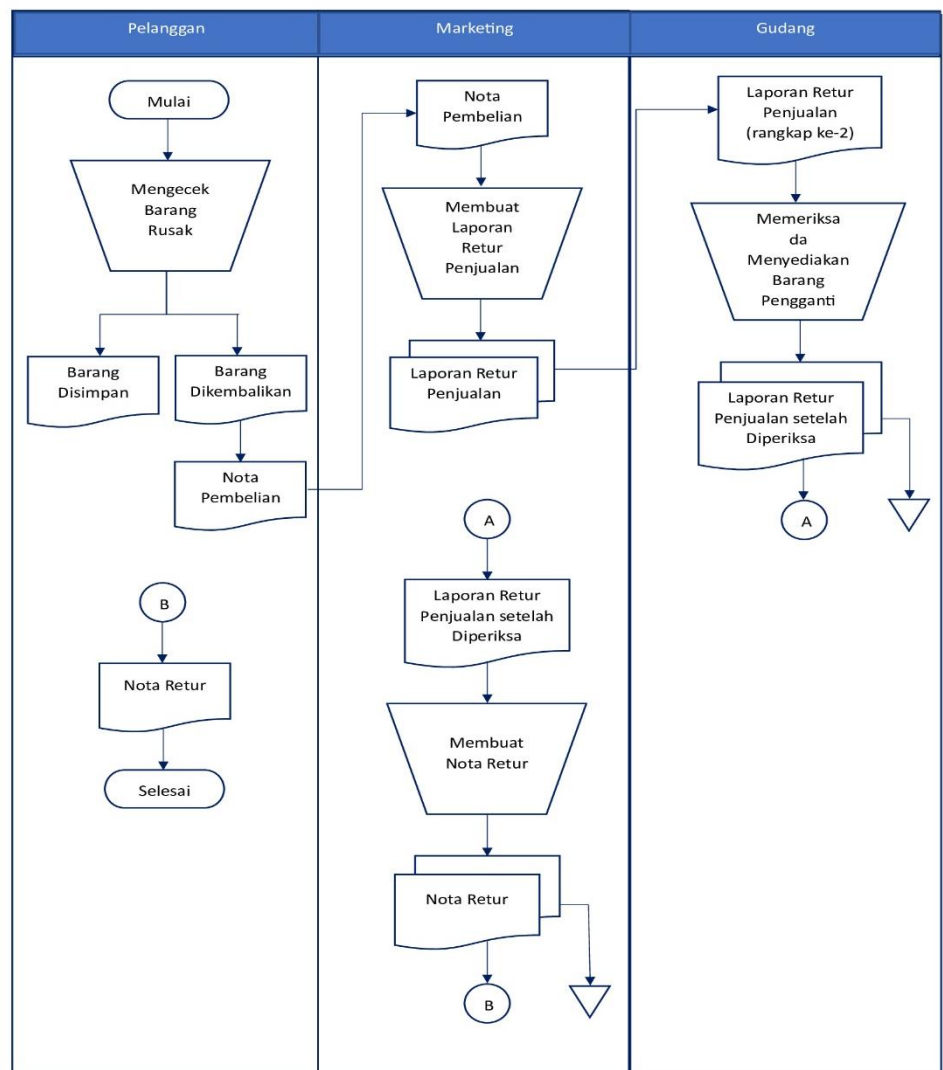 Pelanggan
Marketing
Gudang
Mulai
Mengecek
Barang
Rusak
Barang
Disimpan
Barang
Dikembalikan
Nota
Pembelian
B
Nota Retur
Selesai
Nota
Pembelian
Membuat
Laporan
Retur
Penjualan
Laporan Retur
Penjualan
A
Laporan Retur
Penjualan setelah
Diperiksa
Membuat
Nota Retur
Nota Retur
B
Laporan Retur
Penjualan
(rangkap ke-2)
Memeriksa
da
Menyediakan
Barang
Pengganti
Laporan Retur
Penjualan setelah
Diperiksa
A